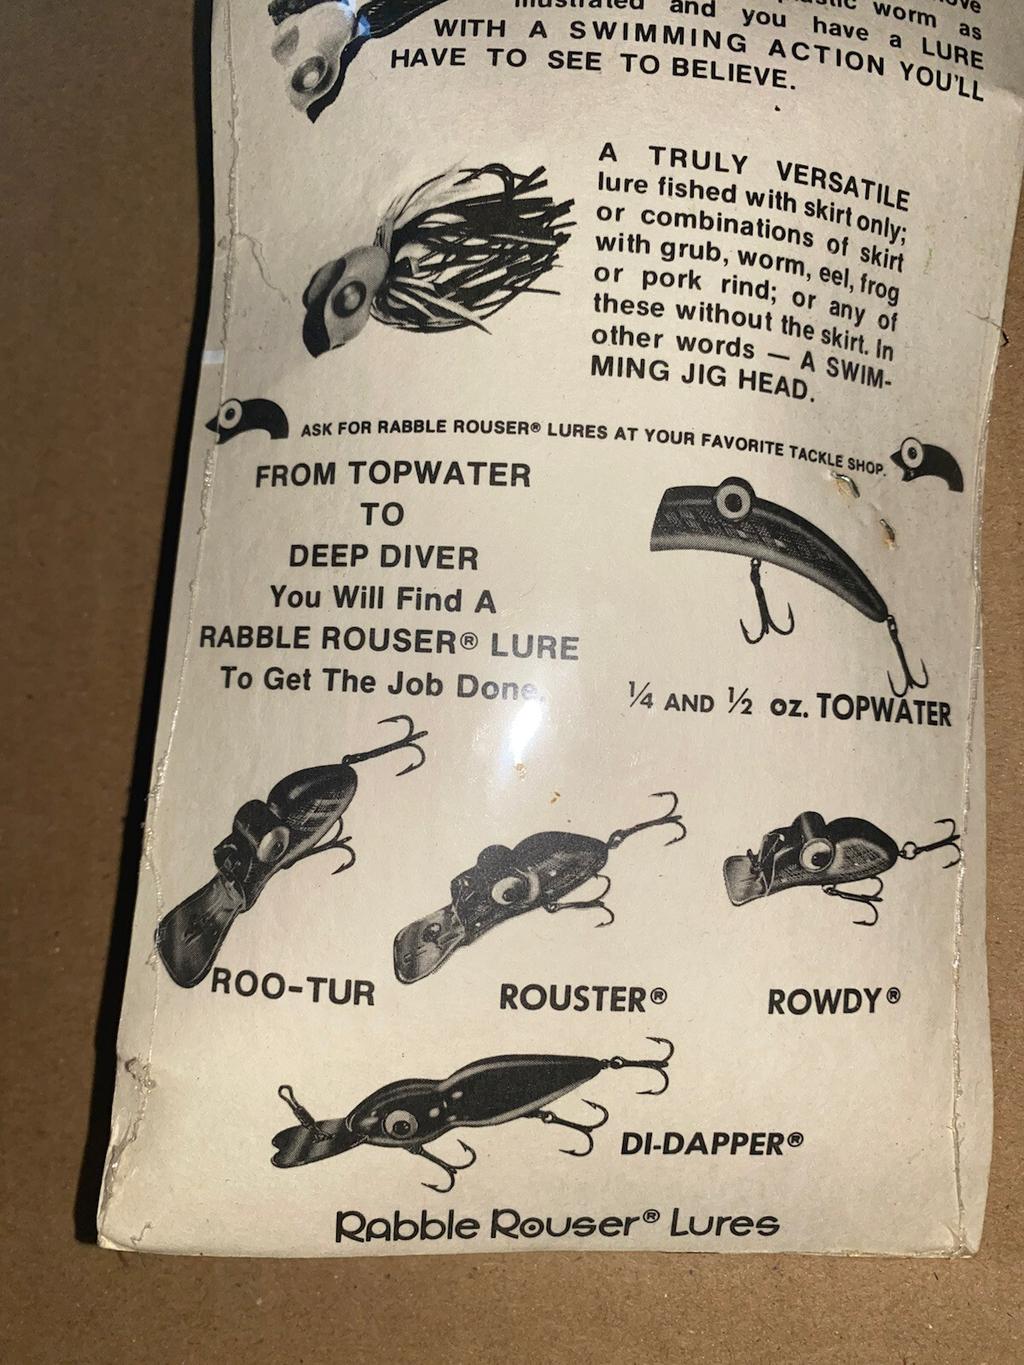 worm as
illustrated and you have a LURE
WITH A SWIMMING ACTION YOU'LL
HAVE TO SEE TO BELIEVE.
A TRULY VERSATILE
lure fished with skirt only;
or combinations of skirt
with grub, worm, eel, frog
or pork rind; or any of
these without the skirt. In
other words — A SWIM-
MING JIG HEAD.
ASK FOR RABBLE ROUSER® LURES AT YOUR FAVORITE TACKLE SHOP.
FROM TOPWATER
TO
DEEP DIVER
You Will Find A
RABBLE ROUSER® LURE
To Get The Job Done.
¼ AND ½ oz. TOPWATER
ROO-TUR
ROUSTER®
ROWDY®
DI-DAPPER®
Rabble Rouser® Lures